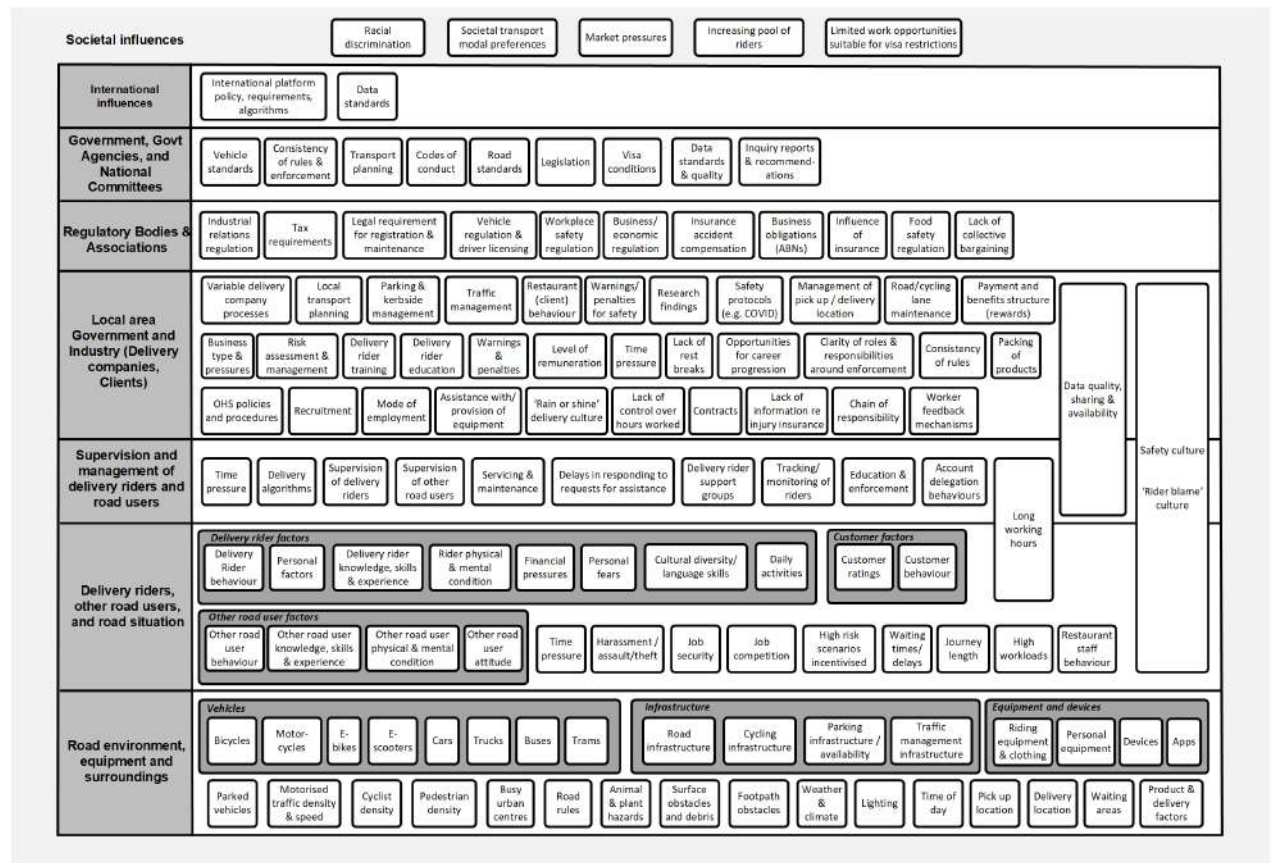 Societal influences
Racial
discrimination
Societal transport
modal preferences
Market pressures
Increasing pool of
riders
Limited work opportunities
suitable for visa restrictions
International
influences
International platform
policy, requirements,
algorithms
Data
standards
Government, Govt
Agencies, and
National
Committees
Vehicle
standards
Consistency
of rules &
enforcement
Transport
planning
Codes of
conduct
Road
standards
Legislation
Visa
conditions
Data
standards
& quality
Inquiry reports
& recommend-
ations
Regulatory Bodies &
Associations
Industrial
relations
regulation
Tax
requirements
Legal requirement
for registration &
maintenance
Vehicle
regulation &
driver licensing
Workplace
safety
regulation
Business/
economic
regulation
Insurance
accident
compensation
Business
obligations
(ABNs)
Influence
of
insurance
Food
safety
regulation
Lack of
collective
bargaining
Local area
Government and
Industry (Delivery
companies,
Clients)
Variable delivery
company
processes
Local
transport
planning
Parking &
kerbside
management
Traffic
management
Restaurant
(client)
behaviour
Warnings/
penalties
for safety
Research
findings
Safety
protocols
(e.g. COVID)
Management of
pick up / delivery
location
Road/cycling
lane
maintenance
Payment and
benefits structure
(rewards)
Business
type &
pressures
Risk
assessment &
management
Delivery
rider
training
Delivery
rider
education
Warnings
&
penalties
Level of
remuneration
Time
pressure
Lack of
rest
breaks
Opportunities
for career
progression
Clarity of roles &
responsibilities
around enforcement
Consistency
of rules
Packing
of
products
OHS policies
and procedures
Recruitment
Mode of
employment
Assistance with/
provision of
equipment
'Rain or shine'
delivery culture
Lack of
control over
hours worked
Contracts
Lack of
information re
injury insurance
Chain of
responsibility
Worker
feedback
mechanisms
Data quality,
sharing &
availability
Safety culture
'Rider blame'
culture
Supervision and
management of
delivery riders and
road users
Time
pressure
Delivery
algorithms
Supervision
of delivery
riders
Supervision
of other
road users
Servicing &
maintenance
Delays in responding to
requests for assistance
Delivery rider
support
groups
Tracking/
monitoring of
riders
Education &
enforcement
Account
delegation
behaviours
Long
working
hours
Delivery riders,
other road users,
and road situation
Delivery rider factors
Delivery
Rider
behaviour
Personal
factors
Delivery rider
knowledge, skills
& experience
Rider physical
& mental
condition
Financial
pressures
Personal
fears
Cultural diversity/
language skills
Daily
activities
Customer factors
Customer
ratings
Customer
behaviour
Other road user factors
Other road
user
behaviour
Other road user
knowledge, skills
& experience
Other road user
physical & mental
condition
Other road
user
attitude
Time
pressure
Harassment /
assault/theft
Job
security
Job
competition
High risk
scenarios
incentivised
Waiting
times/
delays
Journey
length
High
workloads
Restaurant
staff
behaviour
Road environment,
equipment and
surroundings
Vehicles
Bicycles
Motor-
cycles
E-
bikes
E-
scooters
Cars
Trucks
Buses
Trams
Infrastructure
Road
infrastructure
Cycling
infrastructure
Parking
infrastructure /
availability
Traffic
management
infrastructure
Equipment and devices
Riding
equipment
& clothing
Personal
equipment
Devices
Apps
Parked
vehicles
Motorised
traffic density
& speed
Cyclist
density
Pedestrian
density
Busy
urban
centres
Road
rules
Animal
& plant
hazards
Surface
obstacles
and debris
Footpath
obstacles
Weather
&
climate
Lighting
Time of
day
Pick up
location
Delivery
location
Waiting
areas
Product &
delivery
factors